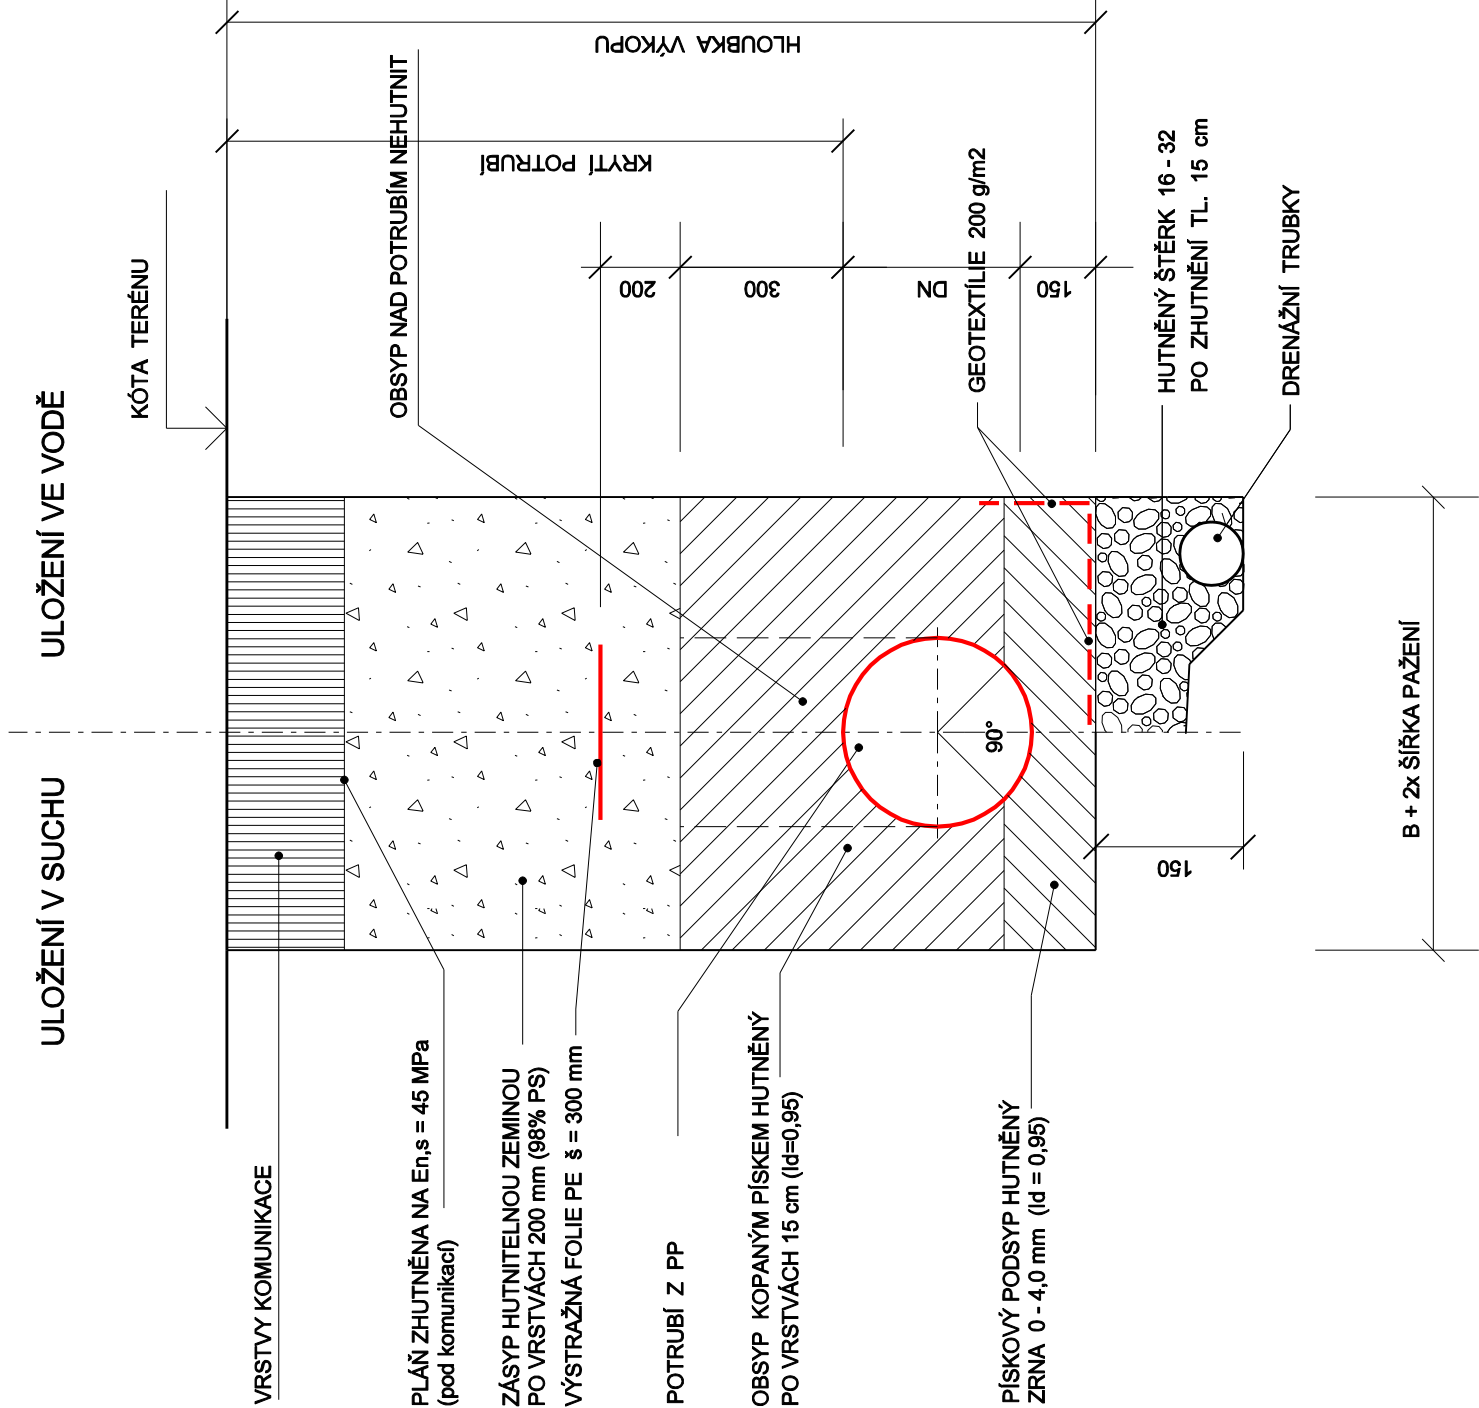 ULOŽENÍ V SUCHU
ULOŽENÍ VE VODĚ
KÓTA TERÉNU
VRSTVY KOMUNIKACE
PLÁŇ ZHUTNĚNA NA En,s = 45 MPa
(pod komunikací)
ZÁSYP HUTNITELNOU ZEMINOU
PO VRSTVÁCH 200 mm (98% PS)
VÝSTRAŽNÁ FOLIE PE š = 300 mm
POTRUBÍ Z PP
OBSYP KOPANÝM PÍSKEM HUTNĚNÝ
PO VRSTVÁCH 15 cm (Id=0,95)
PÍSKOVÝ PODSYP HUTNĚNÝ
ZRNA 0 - 4,0 mm (Id = 0,95)
OBSYP NAD POTRUBÍM NEHUTNIT
GEOTEXTÍLIE 200 g/m2
HUTNĚNÝ ŠTĚRK 16 - 32
PO ZHUTNĚNÍ TL. 15 cm
DRENÁŽNÍ TRUBKY
HLOUBKA VÝKOPU
KRYTÍ POTRUBÍ
200
300
DN
150
90°
150
B + 2x ŠÍŘKA PAŽENÍ